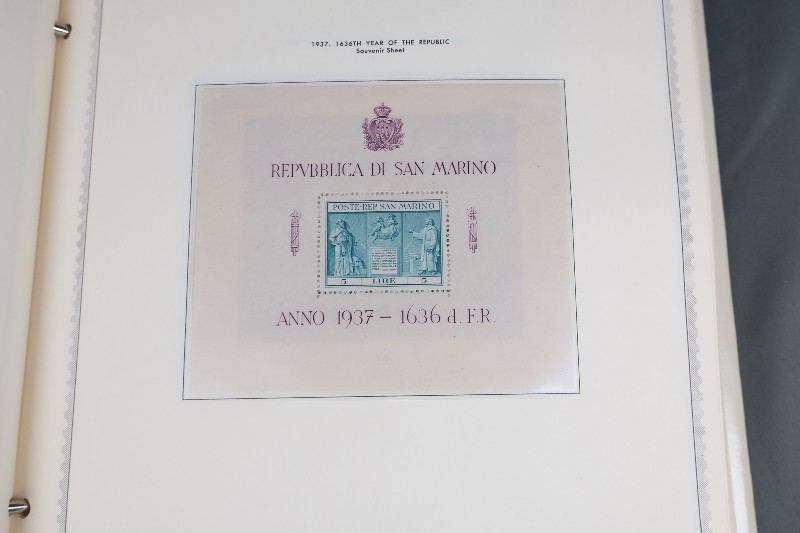 1937. 1636TH YEAR OF THE REPUBLIC
Souvenir Sheet
REPVBBLICA DI SAN MARINO
POSTE·REP·SAN MARINO
5 LIRE 5
ANNO 1937 – 1636 d. F. R.